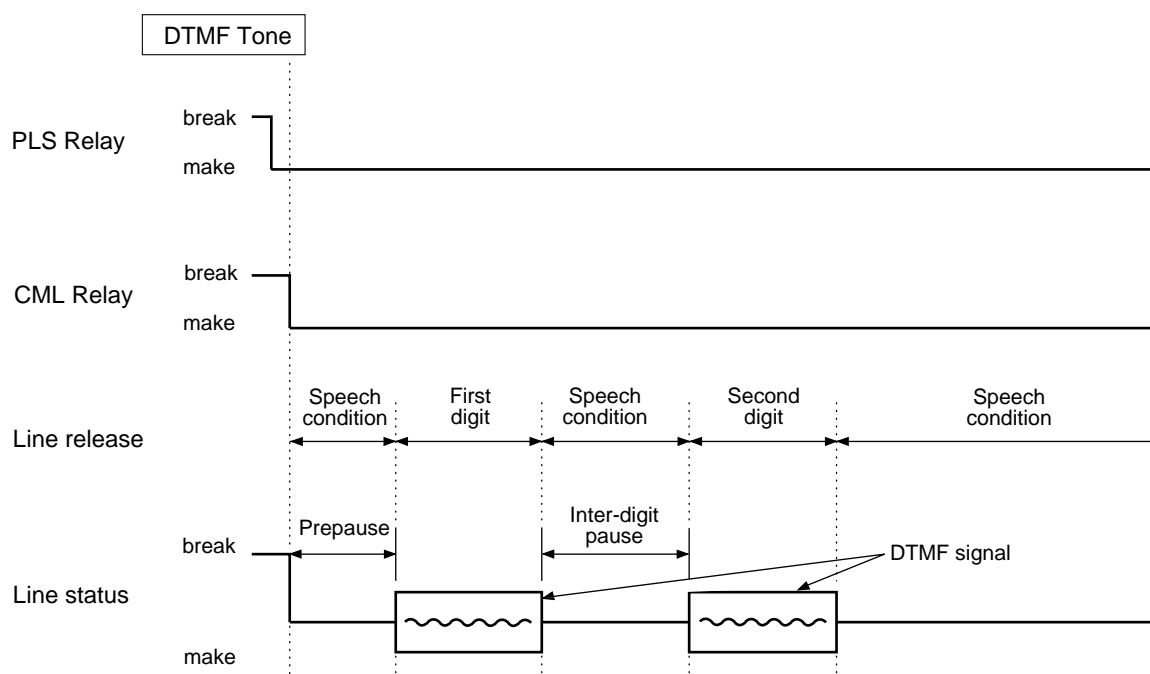 DTMF Tone
break
PLS Relay
make
break
CML Relay
make
Speech
condition
First
digit
Speech
condition
Second
digit
Speech
condition
Line release
Prepause
Inter-digit
pause
break
DTMF signal
Line status
make